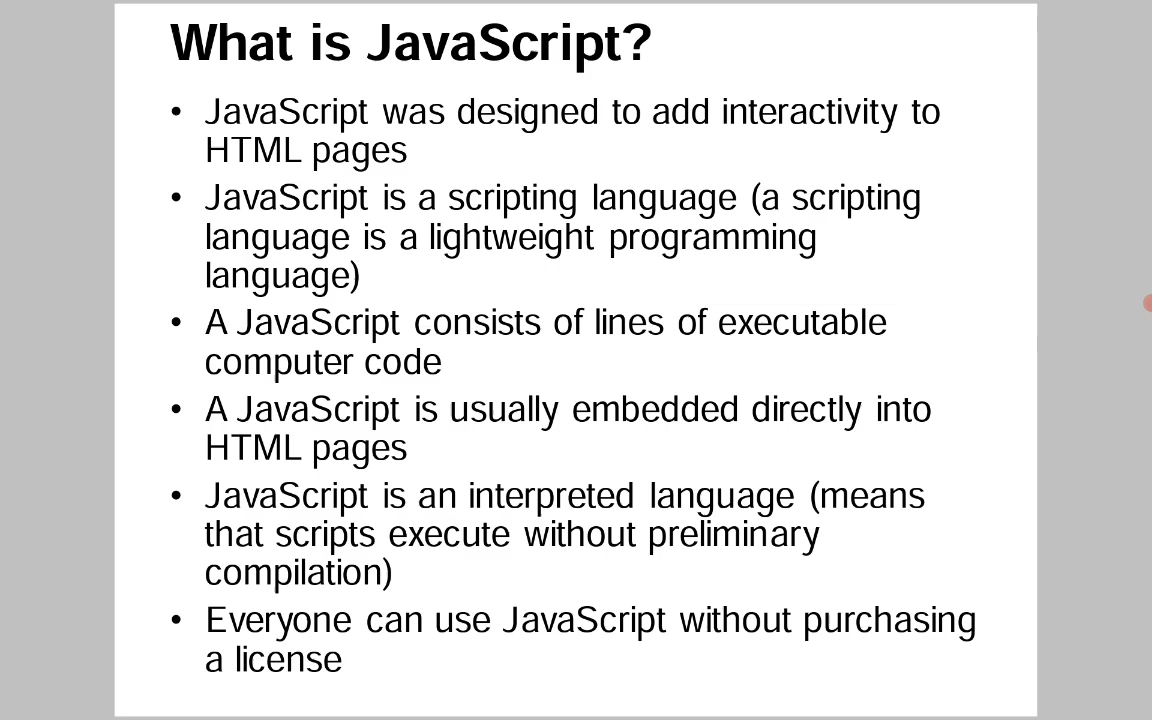 What is JavaScript?
• JavaScript was designed to add interactivity to
HTML pages
• JavaScript is a scripting language (a scripting
language is a lightweight programming
language)
• A JavaScript consists of lines of executable
computer code
• A JavaScript is usually embedded directly into
HTML pages
• JavaScript is an interpreted language (means
that scripts execute without preliminary
compilation)
• Everyone can use JavaScript without purchasing
a license